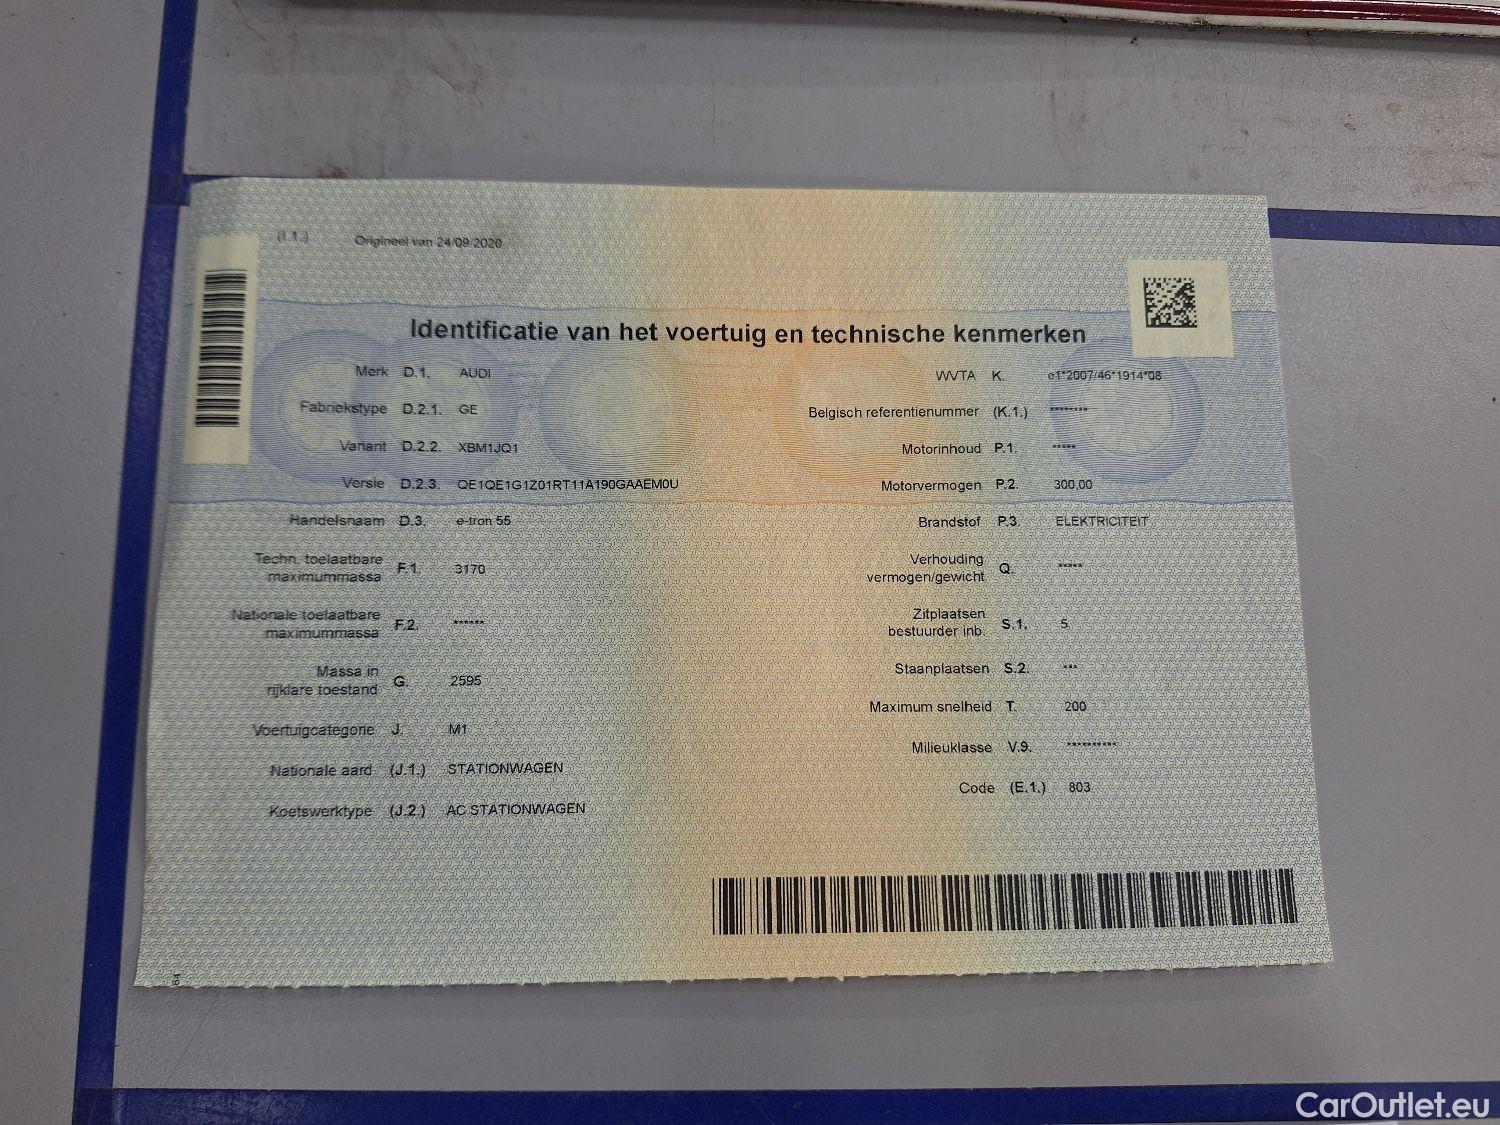 (I.1.) Origineel van 24/09/2020
Identificatie van het voertuig en technische kenmerken
Merk D.1. AUDI
Fabriekstype D.2.1. GE
Variant D.2.2. XBM1JQ1
Versie D.2.3. QE1QE1G1Z01RT11A190GAAEM0U
Handelsnaam D.3. e-tron 55
Techn. toelaatbare
maximummassa F.1. 3170
Nationale toelaatbare
maximummassa F.2. ******
Massa in
rijklare toestand G. 2595
Voertuigcategorie J. M1
Nationale aard (J.1.) STATIONWAGEN
Koetswerktype (J.2.) AC STATIONWAGEN
WVTA K. e1*2007/46*1914*08
Belgisch referentienummer (K.1.) ********
Motorinhoud P.1. *****
Motorvermogen P.2. 300,00
Brandstof P.3. ELEKTRICITEIT
Verhouding
vermogen/gewicht Q. *****
Zitplaatsen
bestuurder inb. S.1. 5
Staanplaatsen S.2. ***
Maximum snelheid T. 200
Milieuklasse V.9. **********
Code (E.1.) 803
64
CarOutlet.eu